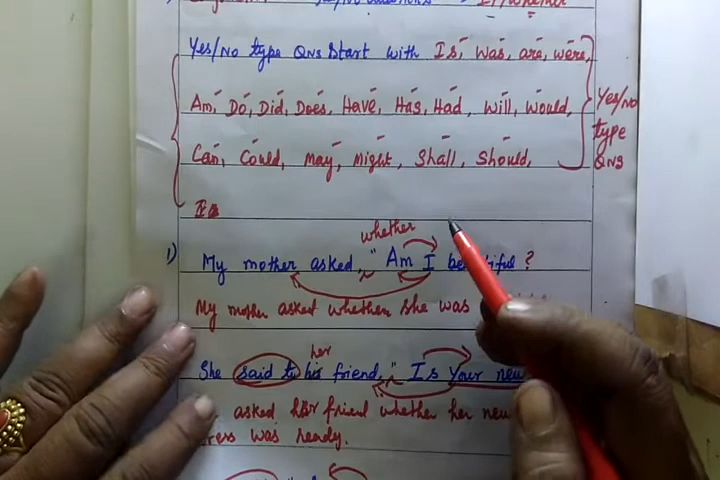 Yes/No type Qns start with Is, was, are, were,
Am, Do, Did, Does, Have, Has, Had, Will, Would,
Can, Could, May, Might, Shall, Should,
Yes/No
type
Qns
whether
1) My mother asked, "Am I beautiful ?
My mother asked whether she was
her
She said to his friend, "Is your new
asked her friend whether her new
dress was ready.